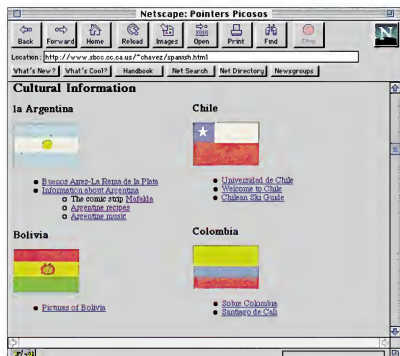 Netscape: Pointers Picosos
Back Forward Home Reload Images Open Print Find Stop
N
Location: http://www.sbcc.cc.ca.us/~chavez/spanish.html
What's New? What's Cool? Handbook Net Search Net Directory Newsgroups
Cultural Information
la Argentina
Buenos Aires-La Reina de la Plata
Information about Argentina
The comic strip Mafalda
Argentine recipes
Argentine music
Chile
Universidad de Chile
Welcome to Chile
Chilean Ski Guide
Bolivia
Pictures of Bolivia
Colombia
Sobre Colombia
Santiago de Cali